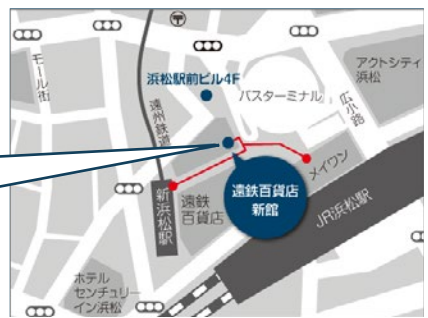 モール街
浜松駅前ビル4F
遠州鉄道
バスターミナル
アクトシティ
浜松
広小路
メイワン
新浜松駅
遠鉄
百貨店
遠鉄百貨店
新館
JR浜松駅
ホテル
センチュリー
イン浜松